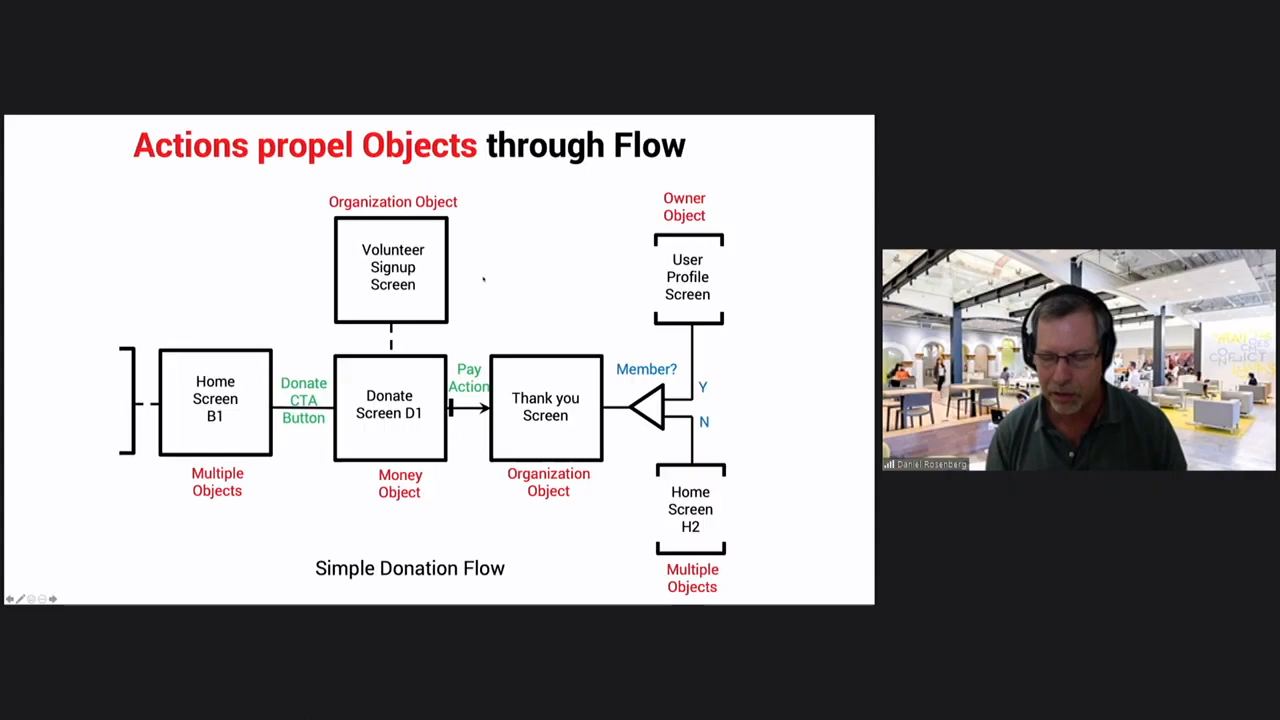 Actions propel Objects through Flow
Organization Object
Volunteer
Signup
Screen
Owner
Object
User
Profile
Screen
Home
Screen
B1
Multiple
Objects
Donate
CTA
Button
Donate
Screen D1
Money
Object
Pay
Action
Thank you
Screen
Organization
Object
Member?
Y
N
Home
Screen
H2
Multiple
Objects
Simple Donation Flow
Daniel Rosenberg